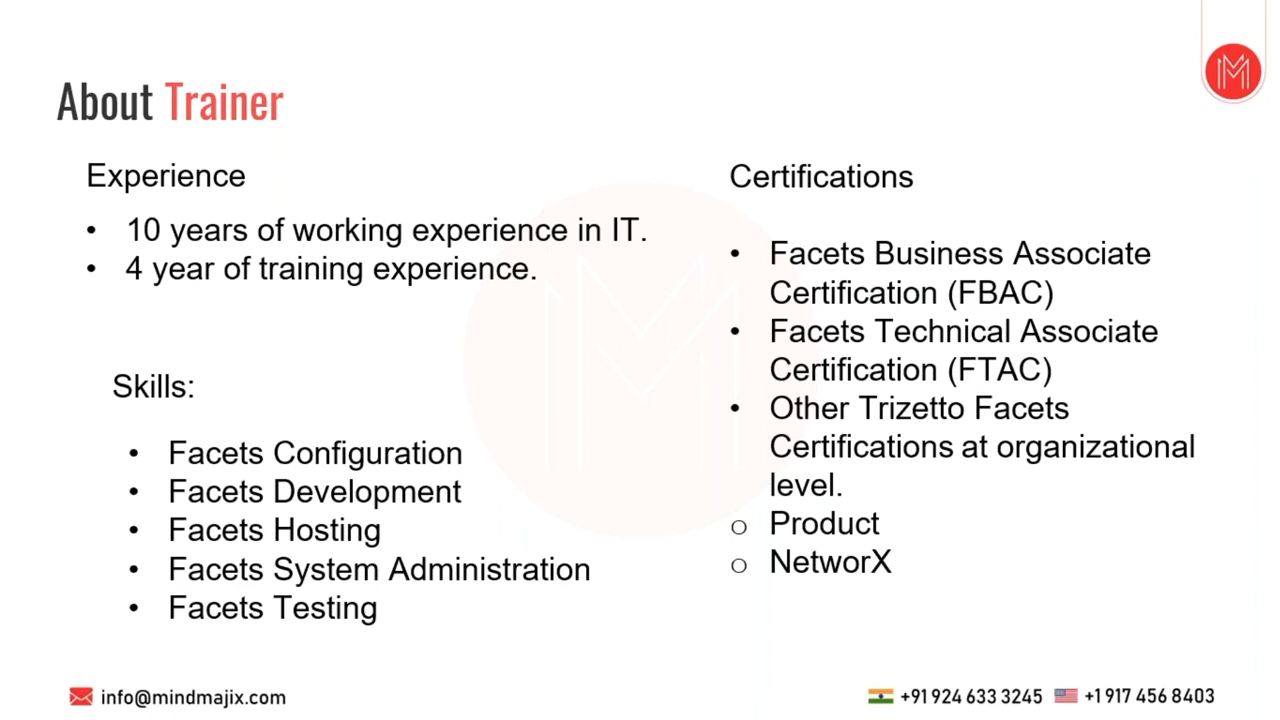 About Trainer
Experience
• 10 years of working experience in IT.
• 4 year of training experience.
Skills:
• Facets Configuration
• Facets Development
• Facets Hosting
• Facets System Administration
• Facets Testing
Certifications
• Facets Business Associate
Certification (FBAC)
• Facets Technical Associate
Certification (FTAC)
• Other Trizetto Facets
Certifications at organizational
level.
o Product
o NetworX
info@mindmajix.com
+91 924 633 3245 +1 917 456 8403